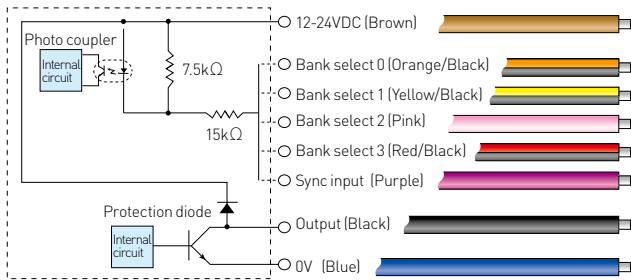 12-24VDC (Brown)
Photo coupler
Internal
circuit
7.5kΩ
15kΩ
Bank select 0 (Orange/Black)
Bank select 1 (Yellow/Black)
Bank select 2 (Pink)
Bank select 3 (Red/Black)
Sync input (Purple)
Protection diode
Internal
circuit
Output (Black)
0V (Blue)